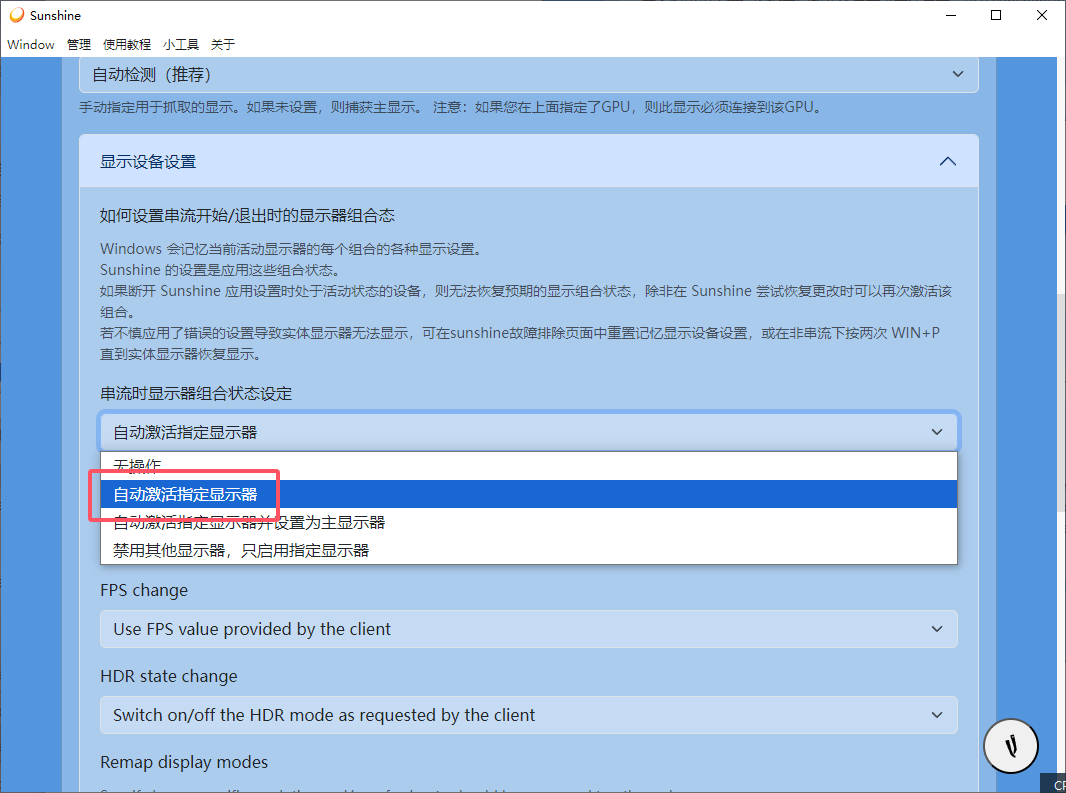 Sunshine
Window 管理 使用教程 小工具 关于
自动检测（推荐）
手动指定用于抓取的显示。如果未设置，则捕获主显示。 注意：如果您在上面指定了GPU，则此显示必须连接到该GPU。
显示设备设置
如何设置串流开始/退出时的显示器组合态
Windows 会记忆当前活动显示器的每个组合的各种显示设置。
Sunshine 的设置是应用这些组合状态。
如果断开 Sunshine 应用设置时处于活动状态的设备，则无法恢复预期的显示组合状态，除非在 Sunshine 尝试恢复更改时可以再次激活该
组合。
若不慎应用了错误的设置导致实体显示器无法显示，可在sunshine故障排除页面中重置记忆显示设备设置，或在非串流下按两次 WIN+P
直到实体显示器恢复显示。
串流时显示器组合状态设定
自动激活指定显示器
无操作
自动激活指定显示器
自动激活指定显示器并设置为主显示器
禁用其他显示器，只启用指定显示器
FPS change
Use FPS value provided by the client
HDR state change
Switch on/off the HDR mode as requested by the client
Remap display modes